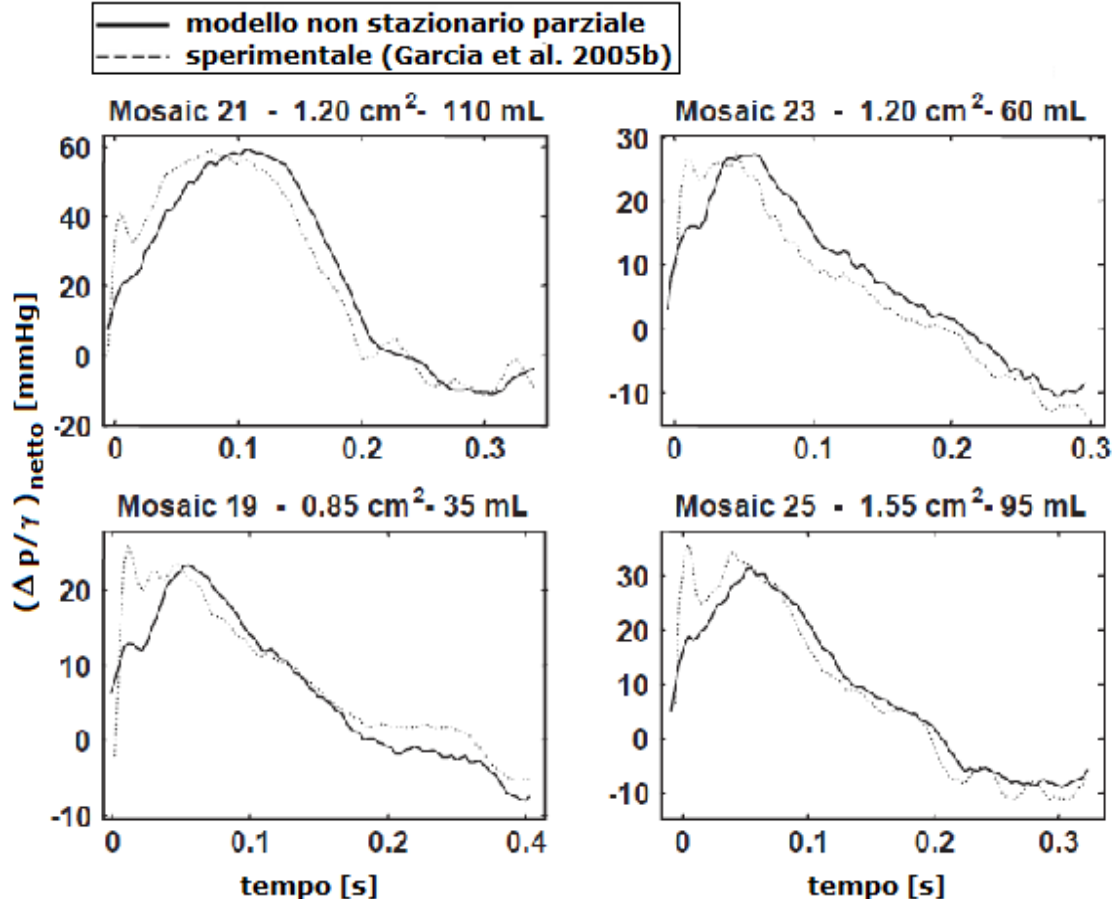 modello non stazionario parziale
sperimentale (Garcia et al. 2005b)
Mosaic 21 - 1.20 cm²- 110 mL
Mosaic 23 - 1.20 cm²- 60 mL
60
40
20
0
-20
0 0.1 0.2 0.3
30
20
10
0
-10
0 0.1 0.2 0.3
(Δ p/γ )netto [mmHg]
Mosaic 19 - 0.85 cm²- 35 mL
Mosaic 25 - 1.55 cm²-95 mL
20
10
0
-10
0 0.1 0.2 0.4
30
20
10
0
-10
0 0.1 0.2 0.3
tempo [s]
tempo [s]